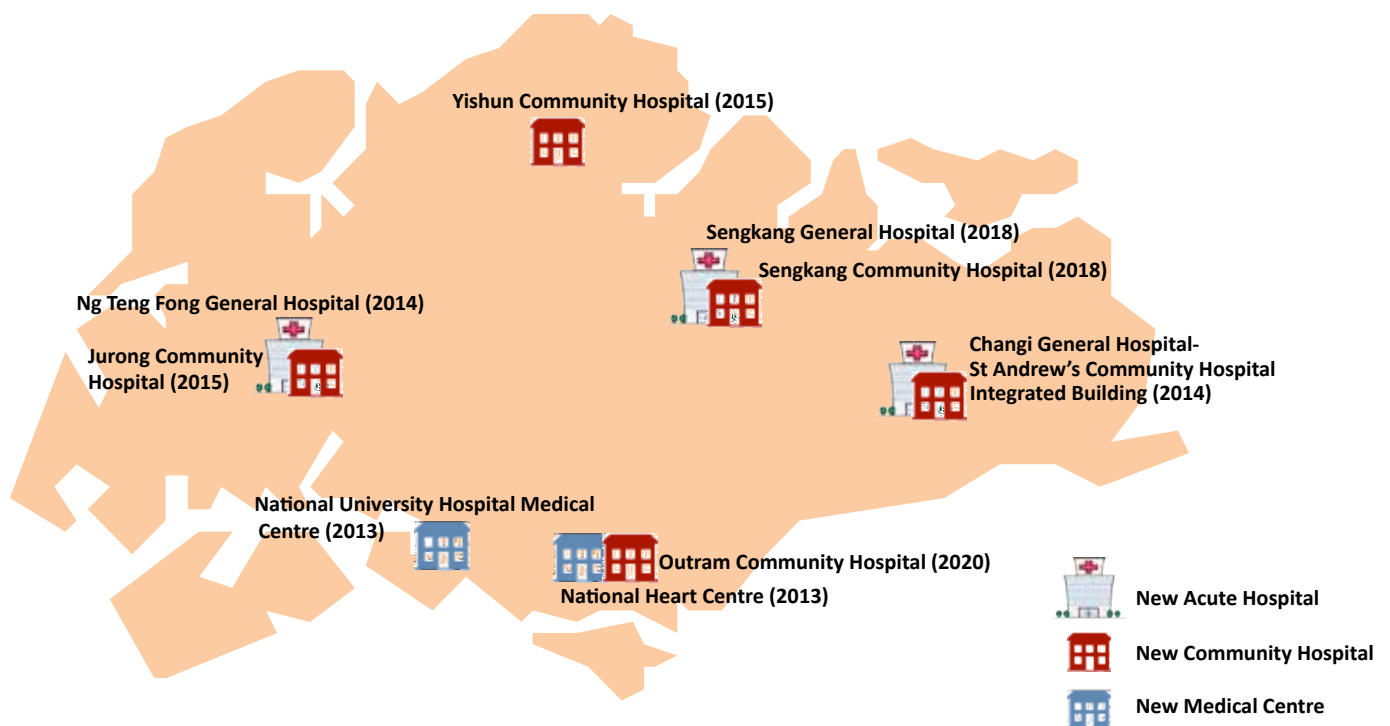 Yishun Community Hospital (2015)
Sengkang General Hospital (2018)
Sengkang Community Hospital (2018)
Ng Teng Fong General Hospital (2014)
Jurong Community
Hospital (2015)
Changi General Hospital-
St Andrew’s Community Hospital
Integrated Building (2014)
National University Hospital Medical
Centre (2013)
Outram Community Hospital (2020)
National Heart Centre (2013)
New Acute Hospital
New Community Hospital
New Medical Centre